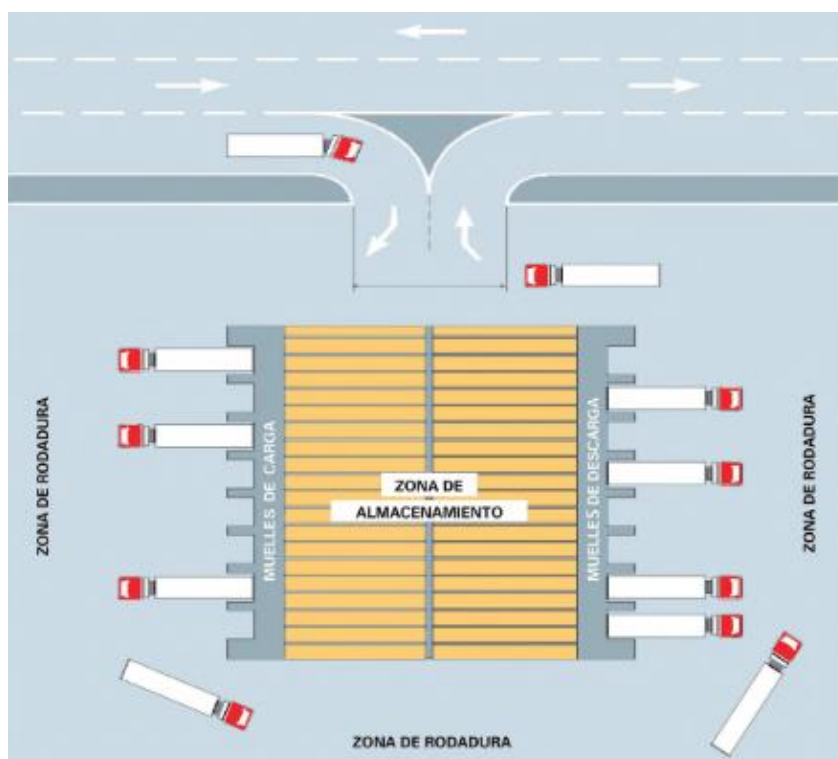 ZONA DE RODADURA
MUELLES DE CARGA
ZONA DE
ALMACENAMIENTO
MUELLES DE DESCARGA
ZONA DE RODADURA
ZONA DE RODADURA